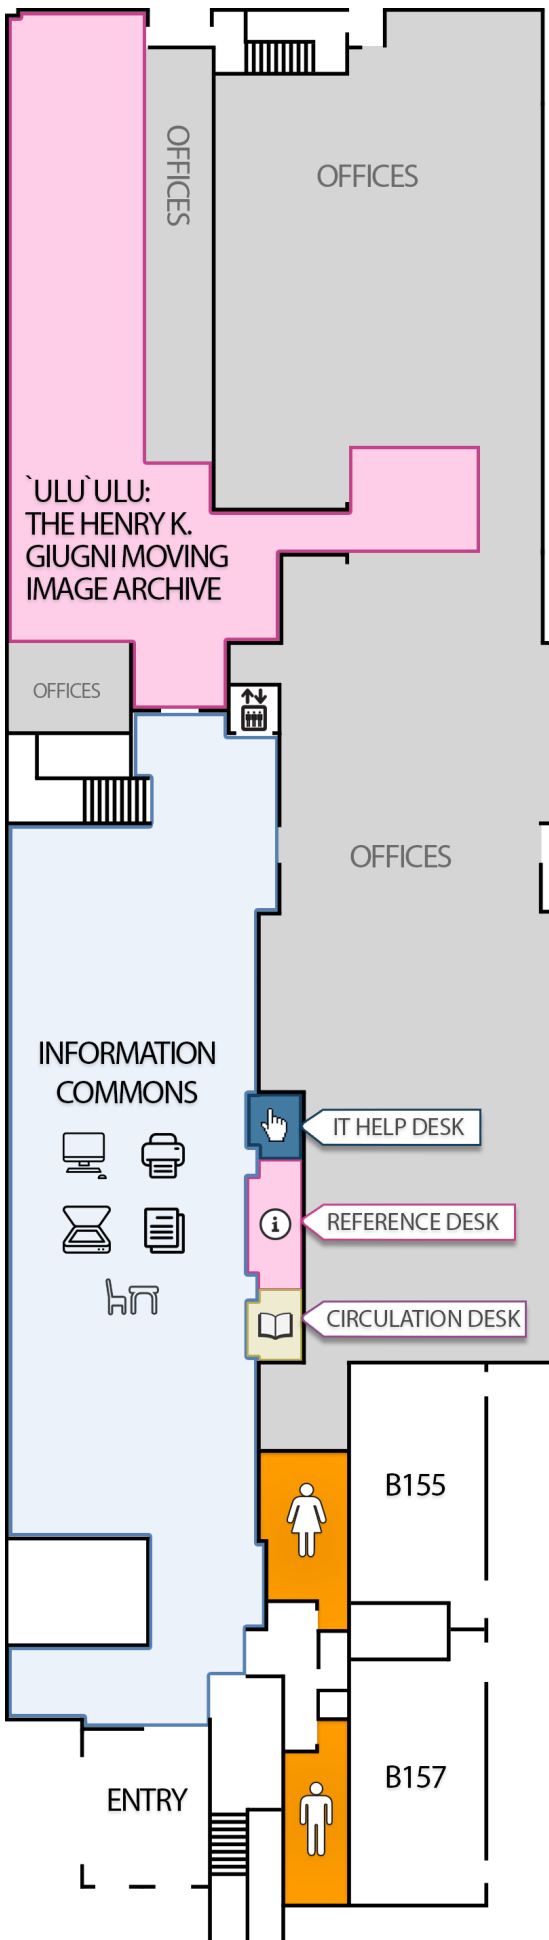 OFFICES
OFFICES
`ULU`ULU:
THE HENRY K.
GIUGNI MOVING
IMAGE ARCHIVE
OFFICES
OFFICES
INFORMATION
COMMONS
IT HELP DESK
REFERENCE DESK
CIRCULATION DESK
B155
B157
ENTRY